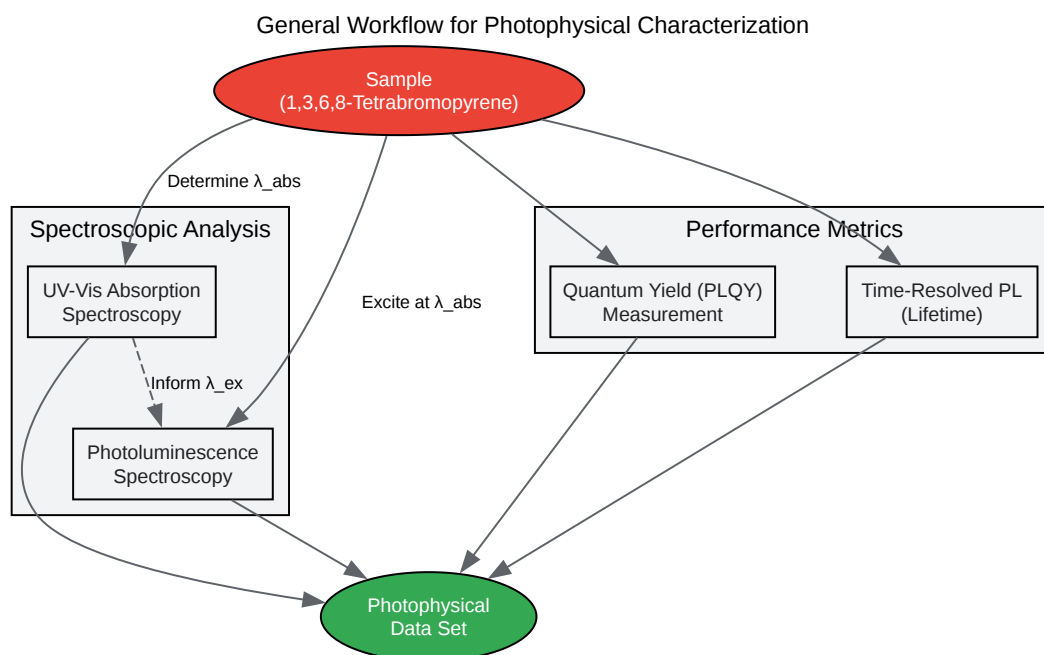 General Workflow for Photophysical Characterization
Sample
(1,3,6,8-Tetrabromopyrene)
Determine λ_abs
Spectroscopic Analysis
Performance Metrics
UV-Vis Absorption
Spectroscopy
Excite at λ_abs
Quantum Yield (PLQY)
Measurement
Time-Resolved PL
(Lifetime)
Inform λ_ex
Photoluminescence
Spectroscopy
Photophysical
Data Set